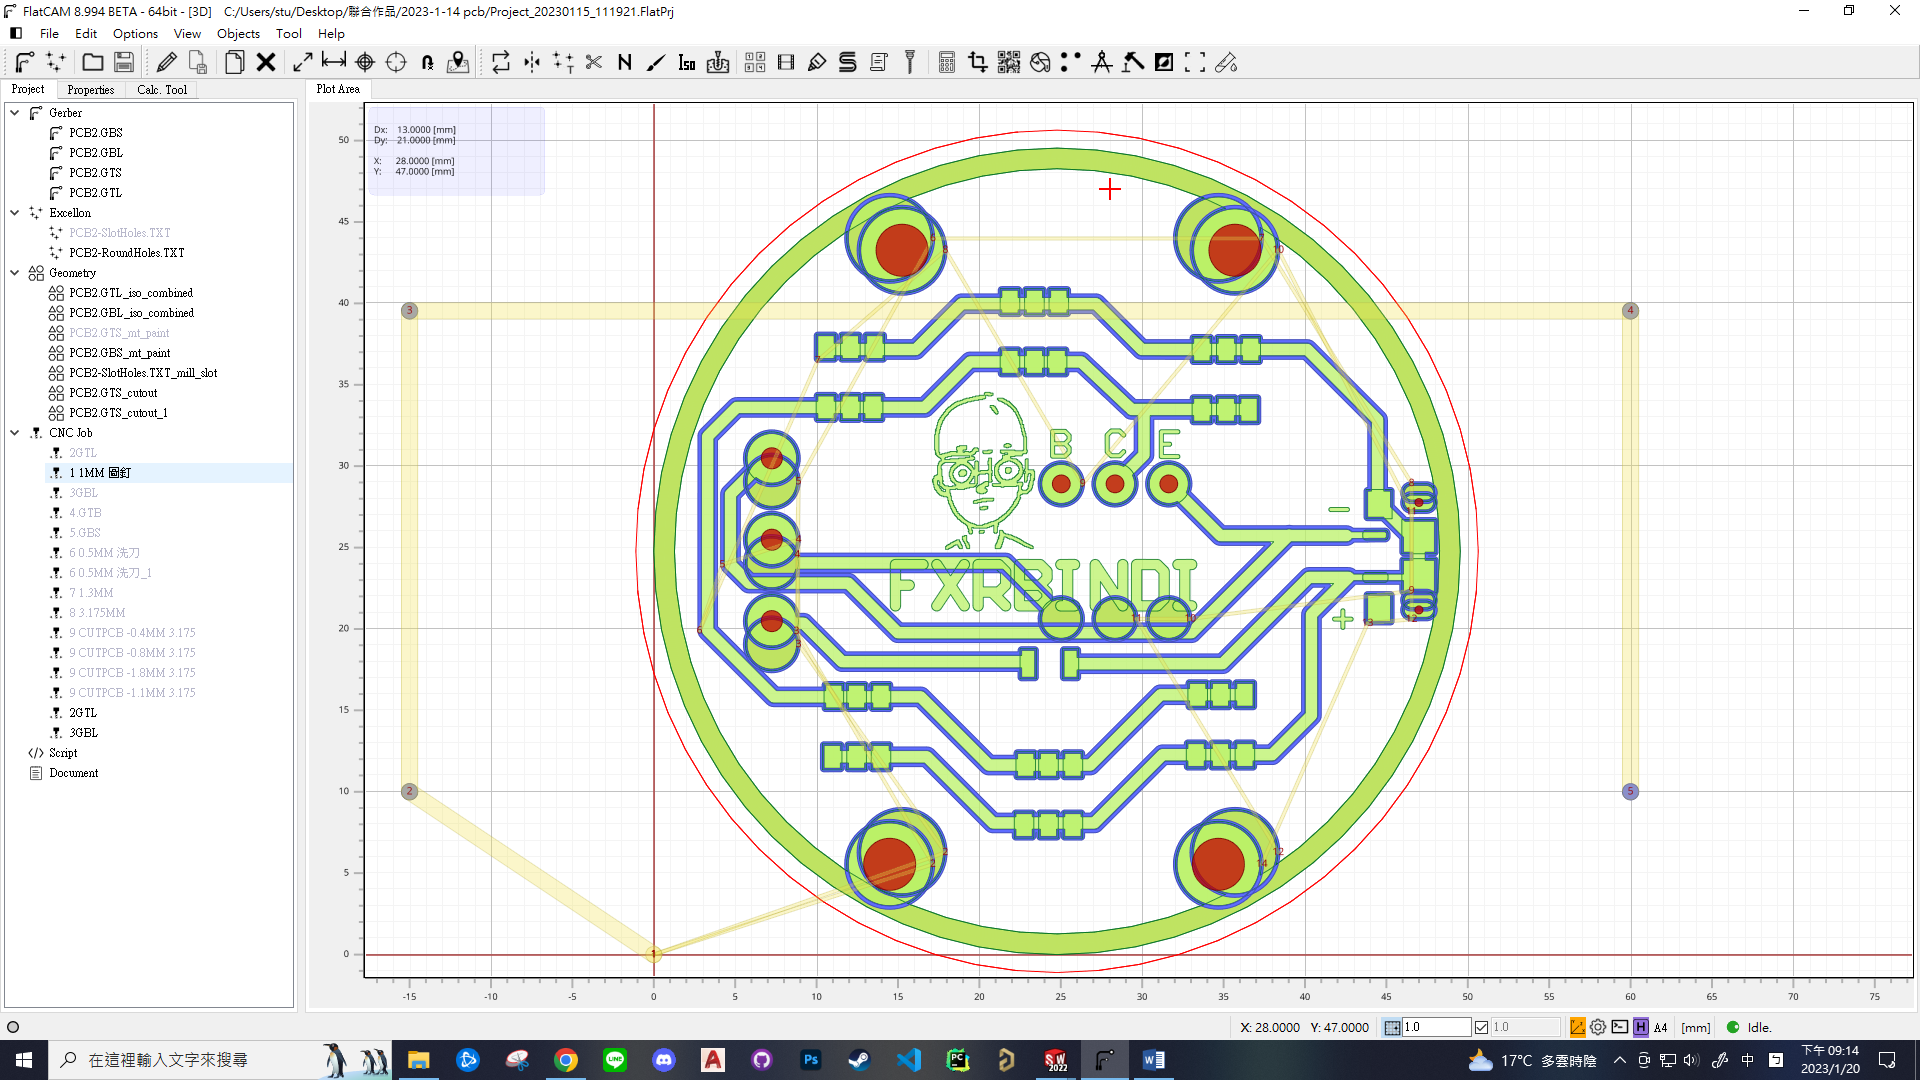 FlatCAM 8.994 BETA - 64bit - [3D]    C:/Users/stu/Desktop/聯合作品/2023-1-14 pcb/Project_20230115_111921.FlatPrj
File Edit Options View Objects Tool Help
N Iso
Project Properties Calc. Tool
Plot Area
Gerber
PCB2.GBS
PCB2.GBL
PCB2.GTS
PCB2.GTL
Excellon
PCB2-SlotHoles.TXT
PCB2-RoundHoles.TXT
Geometry
PCB2.GTL_iso_combined
PCB2.GBL_iso_combined
PCB2.GTS_mt_paint
PCB2.GBS_mt_paint
PCB2-SlotHoles.TXT_mill_slot
PCB2.GTS_cutout
PCB2.GTS_cutout_1
CNC Job
2GTL
1 1MM 圖釘
3GBL
4.GTB
5.GBS
6 0.5MM 洗刀
6 0.5MM 洗刀_1
7 1.3MM
8 3.175MM
9 CUTPCB -0.4MM 3.175
9 CUTPCB -0.8MM 3.175
9 CUTPCB -1.8MM 3.175
9 CUTPCB -1.1MM 3.175
2GTL
3GBL
Script
Document
Dx: 13.0000 [mm]
Dy: 21.0000 [mm]
X: 28.0000 [mm]
Y: 47.0000 [mm]
50
45
40
35
30
25
20
15
10
5
0
3
4
2
5
1
B C E
FXRBINDI
-15 -10 -5 0 5 10 15 20 25 30 35 40 45 50 55 60 65 70 75
X: 28.0000 Y: 47.0000 1.0 1.0 H A4 [mm] Idle.
在這裡輸入文字來搜尋
17°C 多雲時陰
中
下午 09:14
2023/1/20